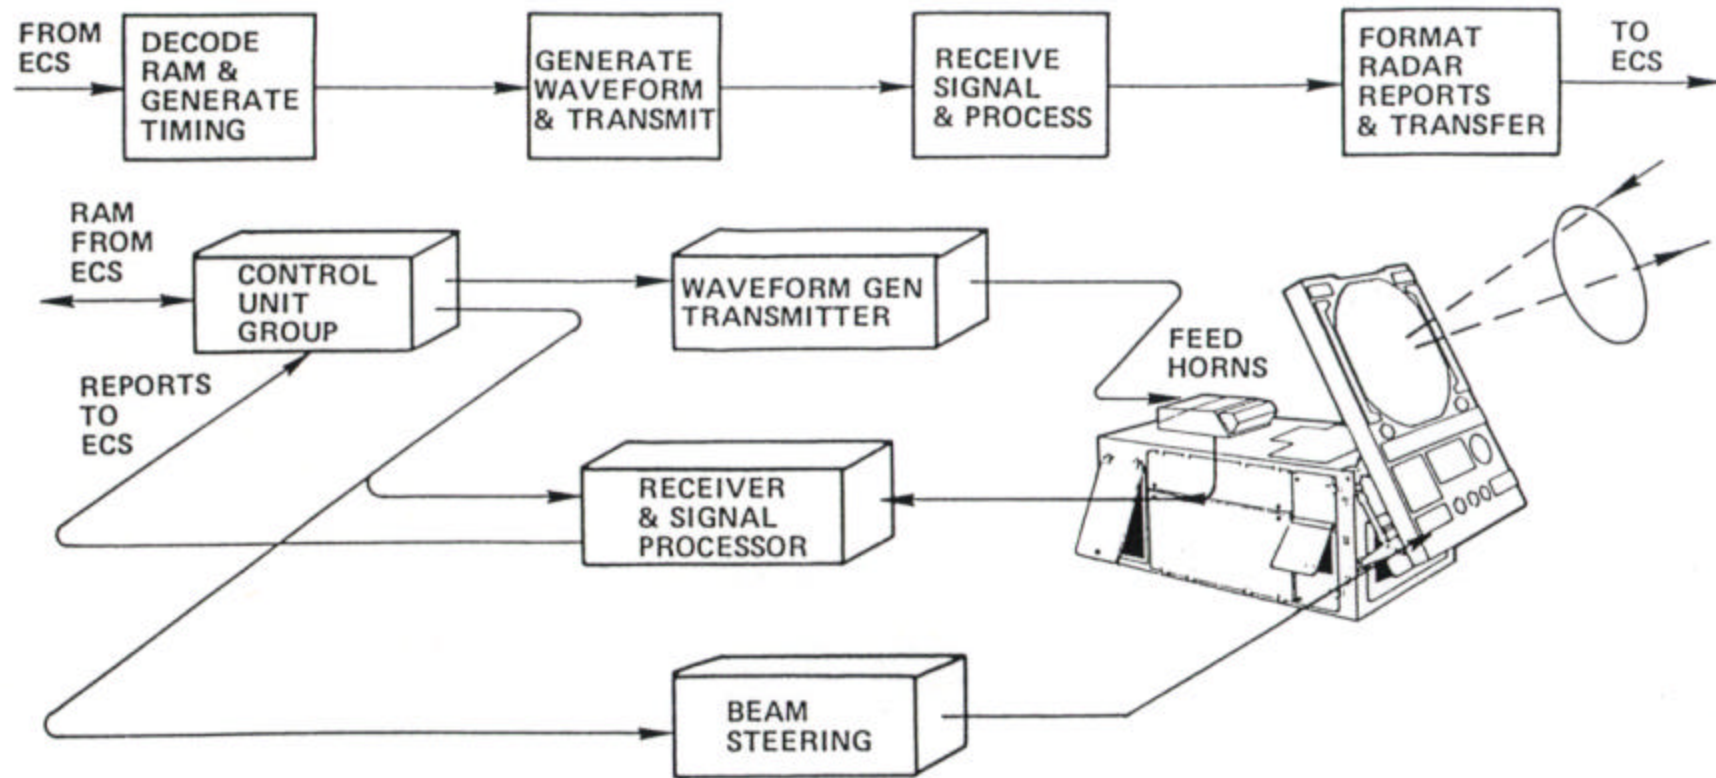 FROM
ECS
DECODE
RAM &
GENERATE
TIMING
GENERATE
WAVEFORM
& TRANSMIT
RECEIVE
SIGNAL
& PROCESS
FORMAT
RADAR
REPORTS
& TRANSFER
TO
ECS
RAM
FROM
ECS
CONTROL
UNIT
GROUP
WAVEFORM GEN
TRANSMITTER
FEED
HORNS
REPORTS
TO
ECS
RECEIVER
& SIGNAL
PROCESSOR
BEAM
STEERING